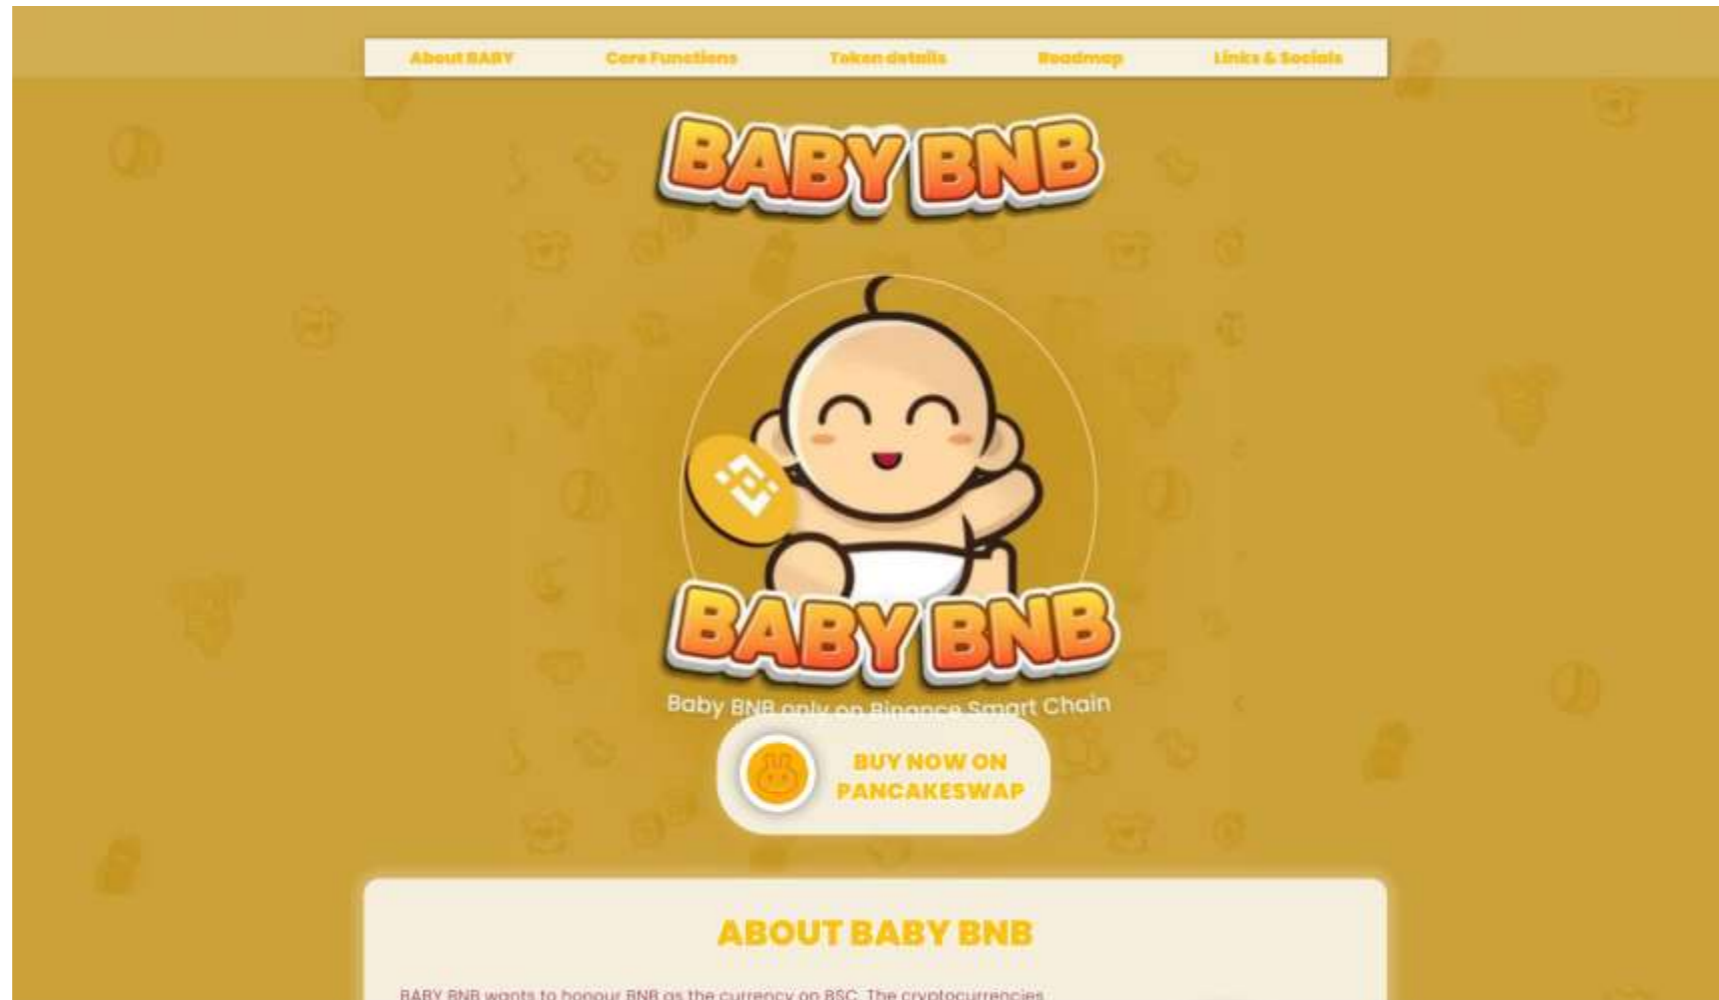 About BABY
Core Functions
Token details
Roadmap
Links & Socials
BABY BNB
BABY BNB
Baby BNB only on Binance Smart Chain
BUY NOW ON
PANCAKESWAP
ABOUT BABY BNB
BABY BNB wants to honour BNB as the currency on BSC. The cryptocurrencies